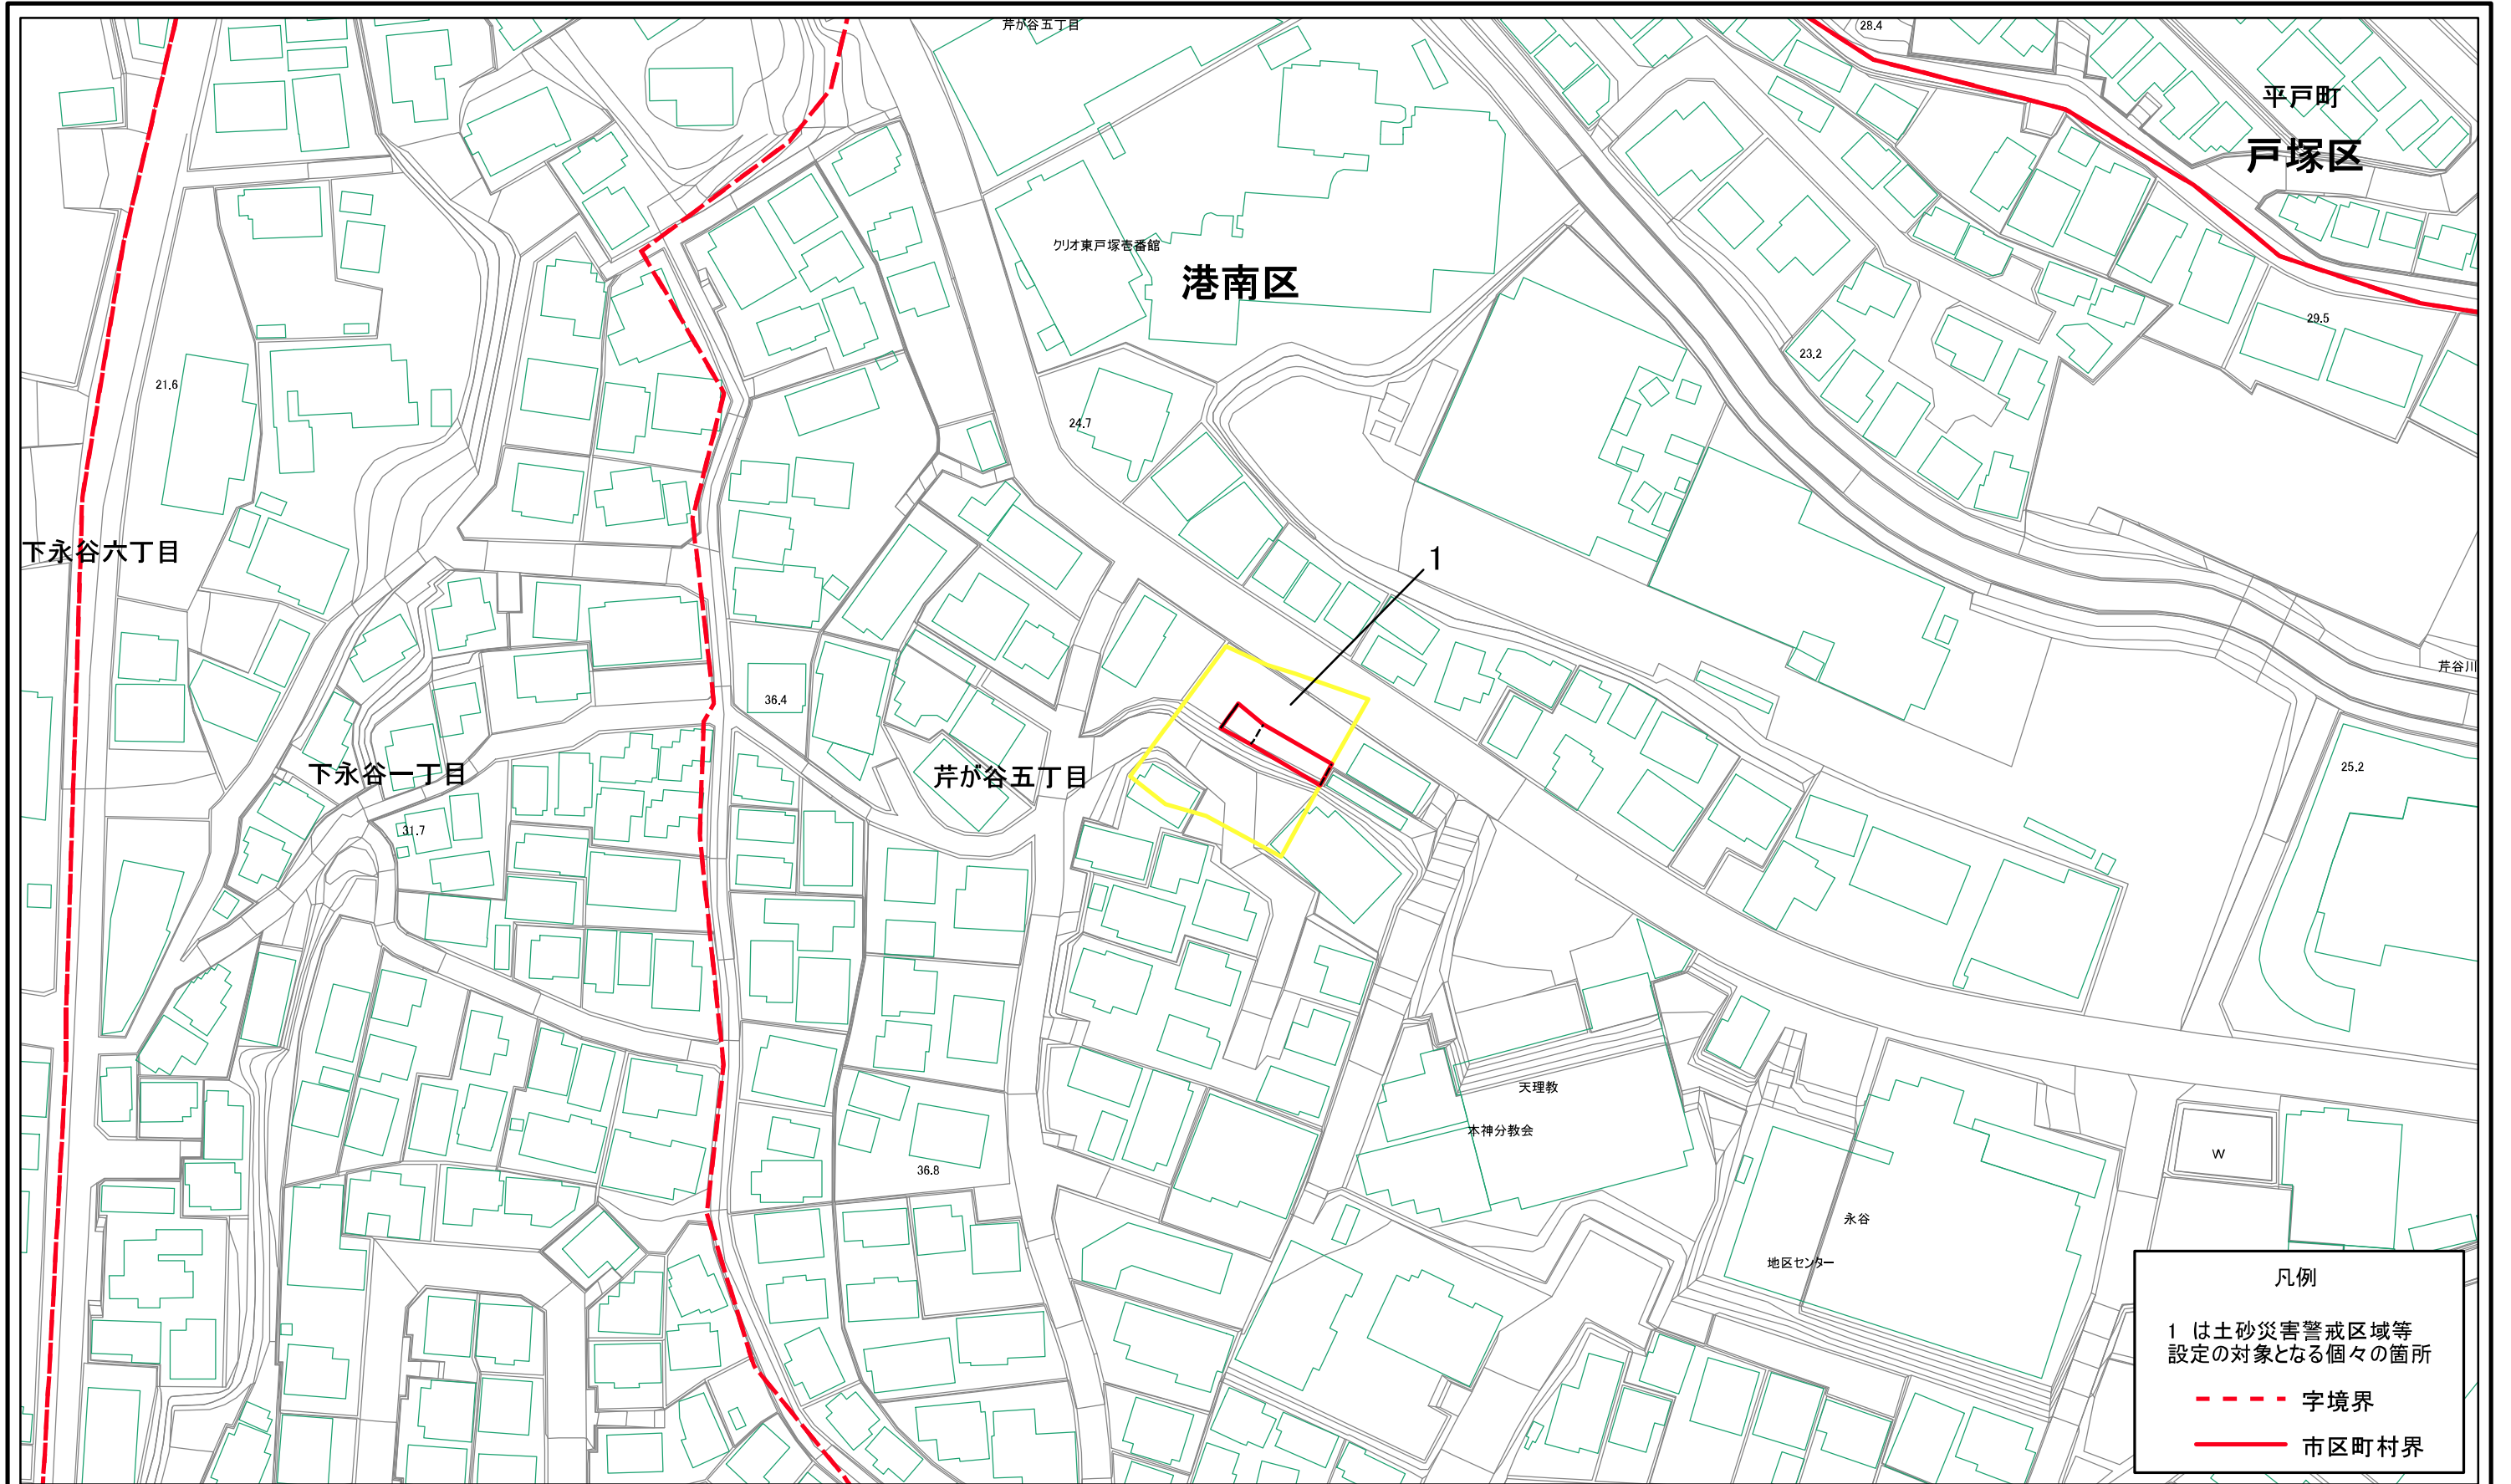 芹が谷五丁目
28.4
平戸町
戸塚区
クリオ東戸塚壱番館
港南区
29.5
23.2
21.6
24.7
下永谷六丁目
1
芹谷川
36.4
25.2
下永谷一丁目
芹が谷五丁目
31.7
天理教
本神分教会
W
36.8
永谷
地区センター
凡例
1 は土砂災害警戒区域等
設定の対象となる個々の箇所
字境界
市区町村界